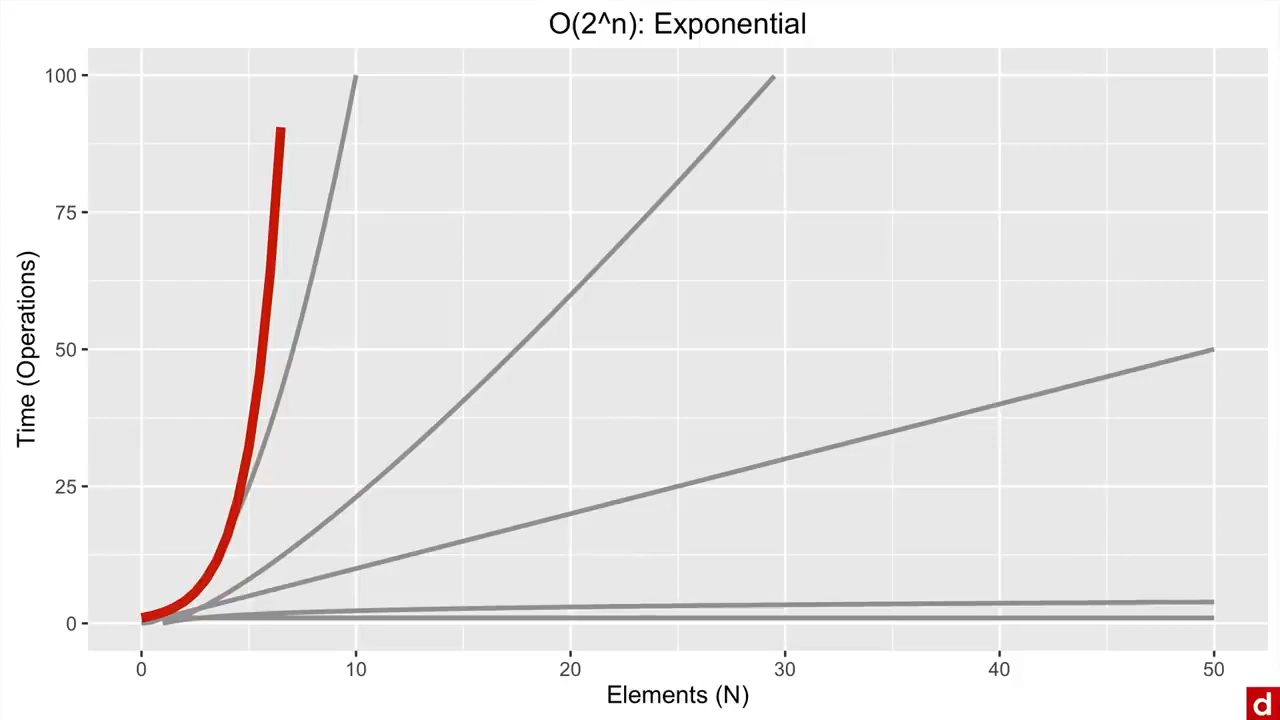 O(2^n): Exponential
Time (Operations)
100
75
50
25
0
0 10 20 30 40 50
Elements (N)
d